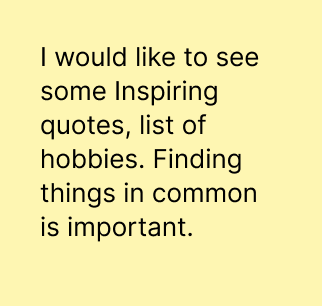 I would like to see
some Inspiring
quotes, list of
hobbies. Finding
things in common
is important.